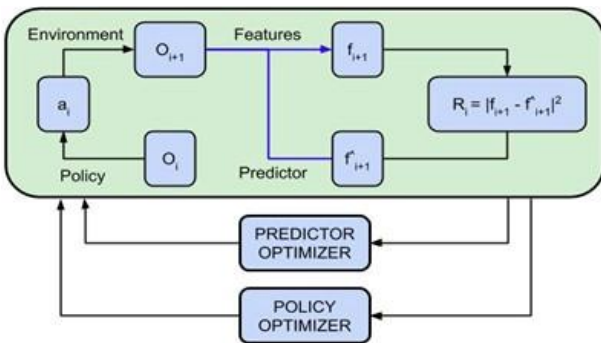 Environment
O_{i+1}
Features
f_{i+1}
a_i
R_i = |f_{i+1} - f^_{i+1}|^2
O_i
Policy
Predictor
f^_{i+1}
PREDICTOR
OPTIMIZER
POLICY
OPTIMIZER